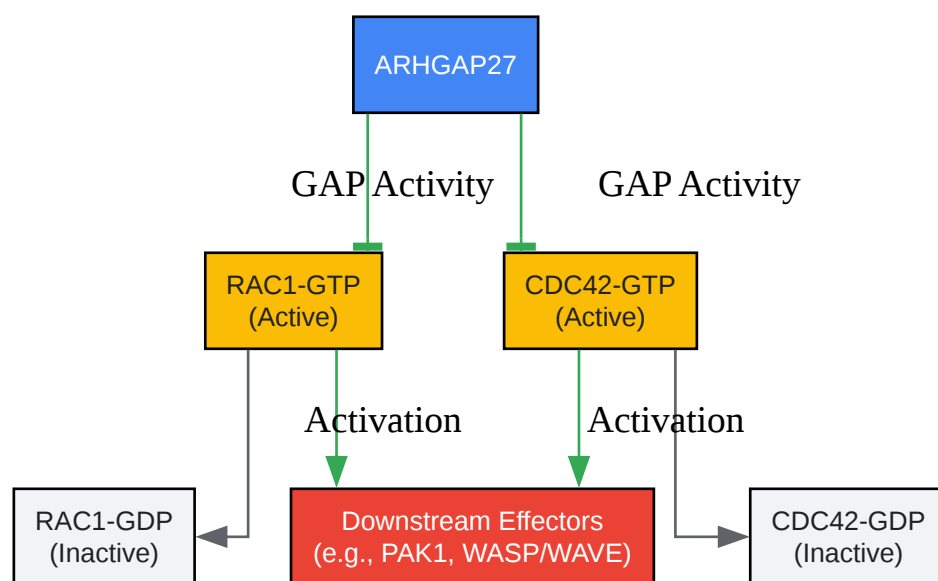 ARHGAP27
GAP Activity
GAP Activity
RAC1-GTP
(Active)
CDC42-GTP
(Active)
Activation
Activation
RAC1-GDP
(Inactive)
Downstream Effectors
(e.g., PAK1, WASP/WAVE)
CDC42-GDP
(Inactive)